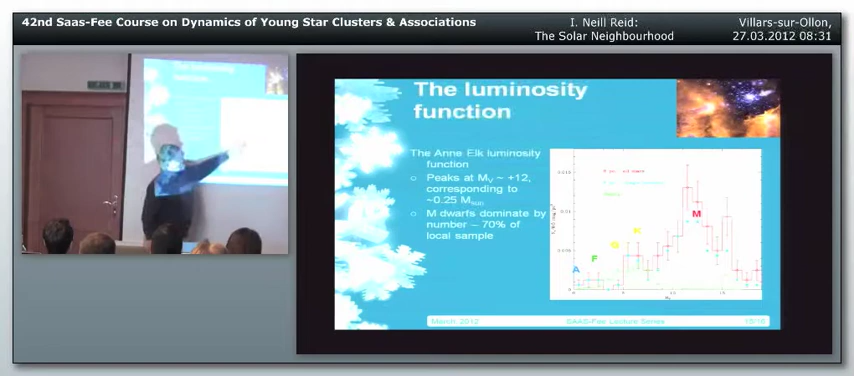 42nd Saas-Fee Course on Dynamics of Young Star Clusters & Associations
I. Neill Reid:
The Solar Neighbourhood
Villars-sur-Ollon,
27.03.2012 08:31
The luminosity
function
The Anne Elk luminosity
function
Peaks at MV ~ +12,
corresponding to
~0.25 Msun
M dwarfs dominate by
number – 70% of
local sample
A
F
G
K
M
March, 2012
SAAS-Fee Lecture Series